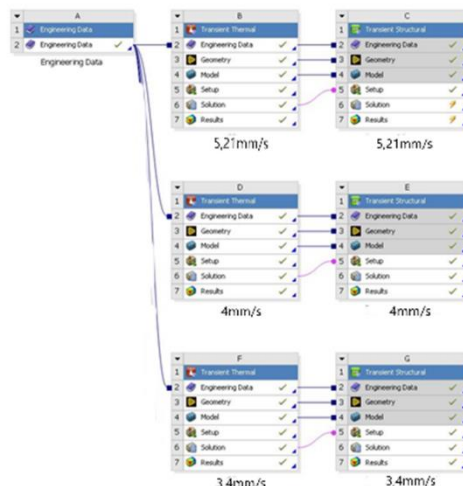 A
1 Engineering Data
2 Engineering Data
Engineering Data
B
1 Transient Thermal
2 Engineering Data
3 Geometry
4 Model
5 Setup
6 Solution
7 Results
5,21mm/s
C
1 Transient Structural
2 Engineering Data
3 Geometry
4 Model
5 Setup
6 Solution
7 Results
5,21mm/s
D
1 Transient Thermal
2 Engineering Data
3 Geometry
4 Model
5 Setup
6 Solution
7 Results
4mm/s
E
1 Transient Structural
2 Engineering Data
3 Geometry
4 Model
5 Setup
6 Solution
7 Results
4mm/s
F
1 Transient Thermal
2 Engineering Data
3 Geometry
4 Model
5 Setup
6 Solution
7 Results
3,4mm/s
G
1 Transient Structural
2 Engineering Data
3 Geometry
4 Model
5 Setup
6 Solution
7 Results
3,4mm/s